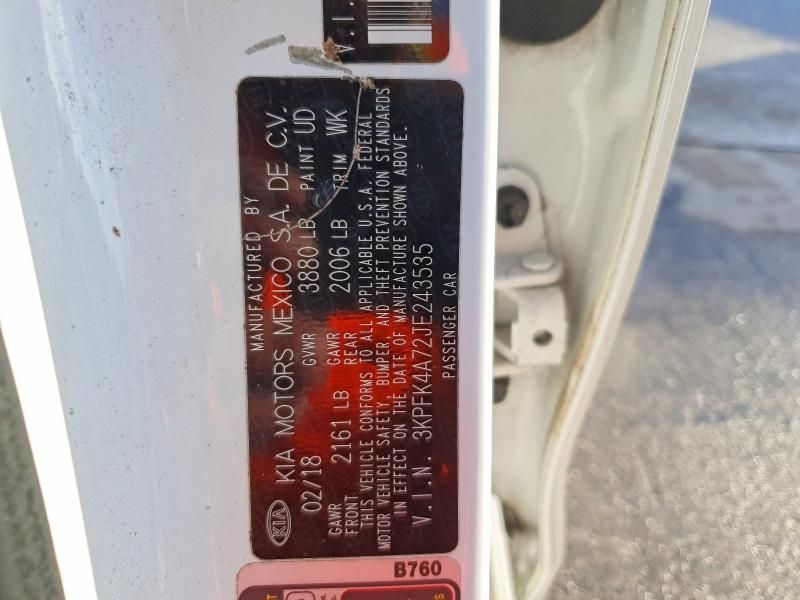 V.I.
KIA
MANUFACTURED BY
KIA MOTORS MEXICO S.A. DE C.V.
02/18 GVWR 3880 LB PAINT UD
GAWR FRONT 2161 LB GAWR REAR 2006 LB TRIM WK
THIS VEHICLE CONFORMS TO ALL APPLICABLE U.S.A. FEDERAL
MOTOR VEHICLE SAFETY, BUMPER, AND THEFT PREVENTION STANDARDS
IN EFFECT ON THE DATE OF MANUFACTURE SHOWN ABOVE.
V.I.N. 3KPFK4A72JE243535
PASSENGER CAR
B760